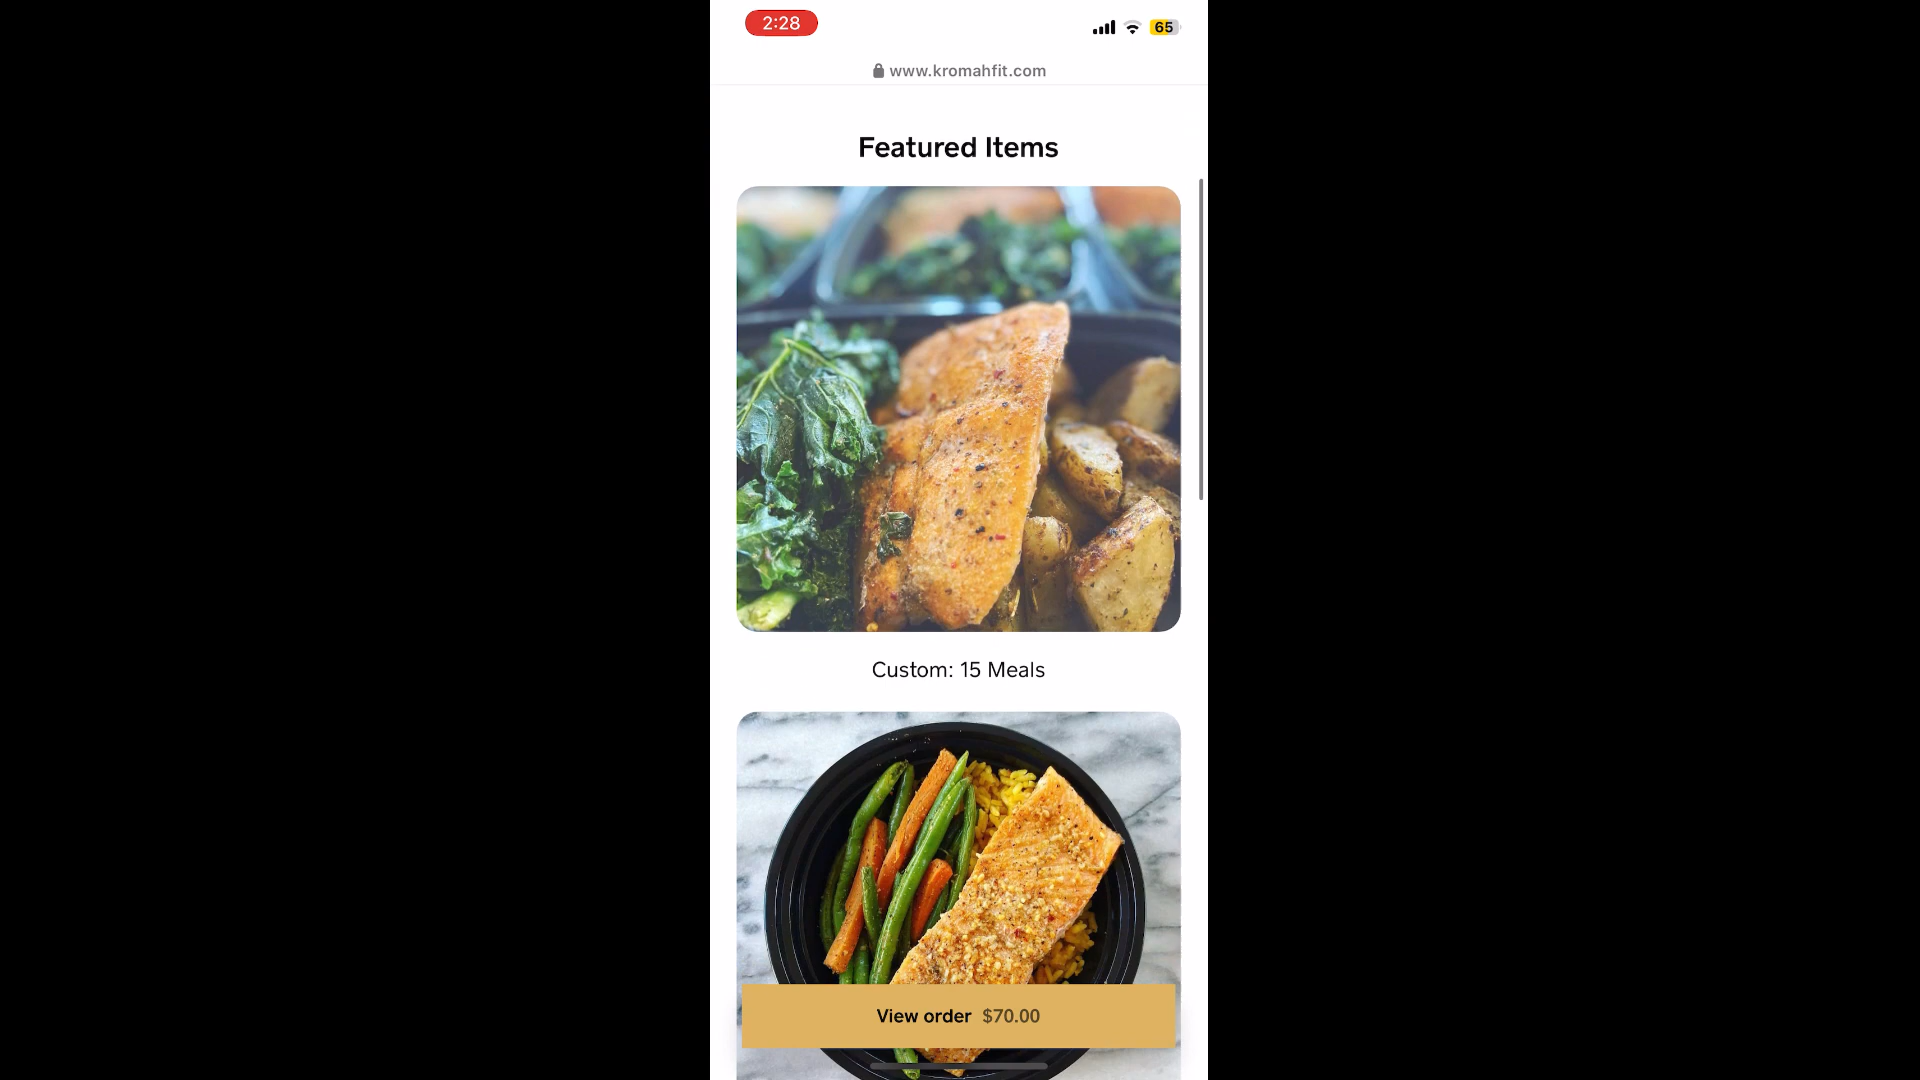 2:28
65
www.kromahfit.com
Featured Items
Custom: 15 Meals
View order $70.00